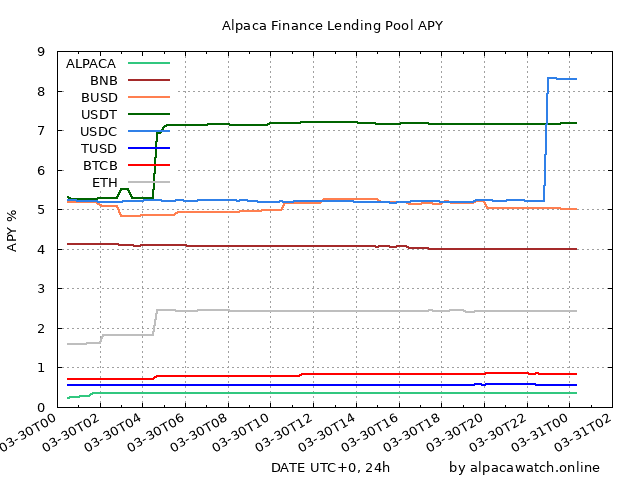 Alpaca Finance Lending Pool APY
9
8
7
6
5
4
3
2
1
0
APY %
ALPACA
BNB
BUSD
USDT
USDC
TUSD
BTCB
ETH
03-30T00
03-30T02
03-30T04
03-30T06
03-30T08
03-30T10
03-30T12
03-30T14
03-30T16
03-30T18
03-30T20
03-30T22
03-31T00
03-31T02
DATE UTC+0, 24h
by alpacawatch.online